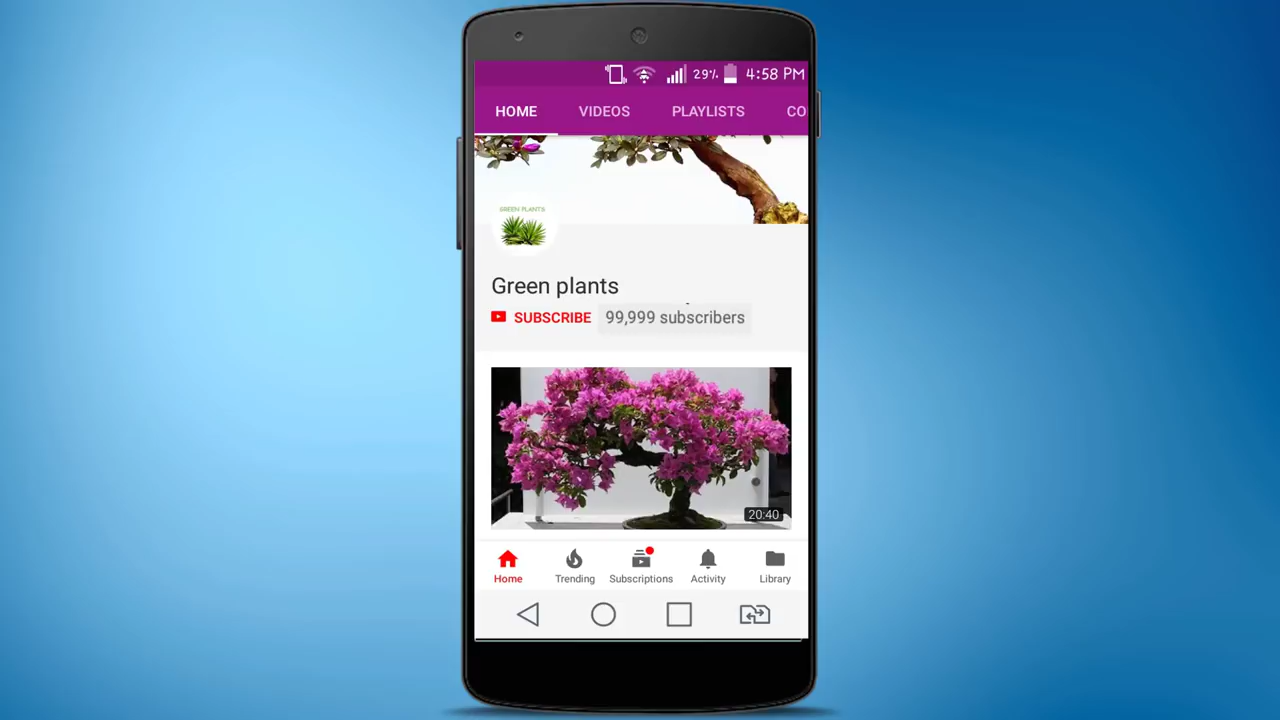 29% 4:58 PM
HOME VIDEOS PLAYLISTS CO
GREEN PLANTS
Green plants
SUBSCRIBE 99,999 subscribers
20:40
Home Trending Subscriptions Activity Library